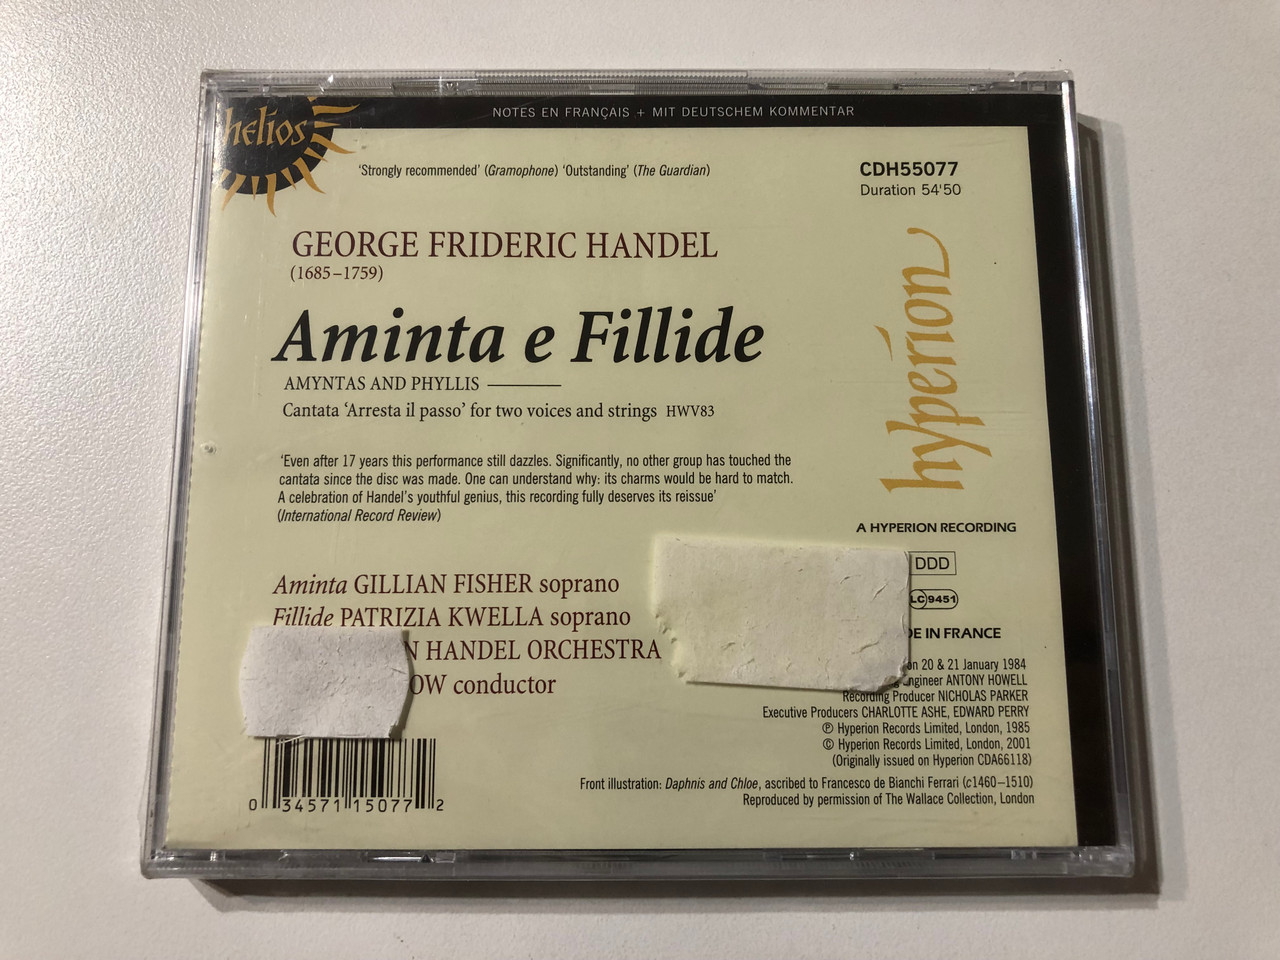 NOTES EN FRANÇAIS + MIT DEUTSCHEM KOMMENTAR
helios
'Strongly recommended' (Gramophone) 'Outstanding' (The Guardian)
CDH55077
Duration 54'50
GEORGE FRIDERIC HANDEL
(1685–1759)
Aminta e Fillide
AMYNTAS AND PHYLLIS
Cantata 'Arresta il passo' for two voices and strings HWV83
hyperion
'Even after 17 years this performance still dazzles. Significantly, no other group has touched the
cantata since the disc was made. One can understand why: its charms would be hard to match.
A celebration of Handel's youthful genius, this recording fully deserves its reissue'
(International Record Review)
A HYPERION RECORDING
DDD
LC 9451
DE IN FRANCE
Aminta GILLIAN FISHER soprano
Fillide PATRIZIA KWELLA soprano
N HANDEL ORCHESTRA
OW conductor
on 20 & 21 January 1984
ngineer ANTONY HOWELL
Recording Producer NICHOLAS PARKER
Executive Producers CHARLOTTE ASHE, EDWARD PERRY
℗ Hyperion Records Limited, London, 1985
© Hyperion Records Limited, London, 2001
(Originally issued on Hyperion CDA66118)
Front illustration: Daphnis and Chloe, ascribed to Francesco de Bianchi Ferrari (c1460–1510)
Reproduced by permission of The Wallace Collection, London
0 34571 15077 2